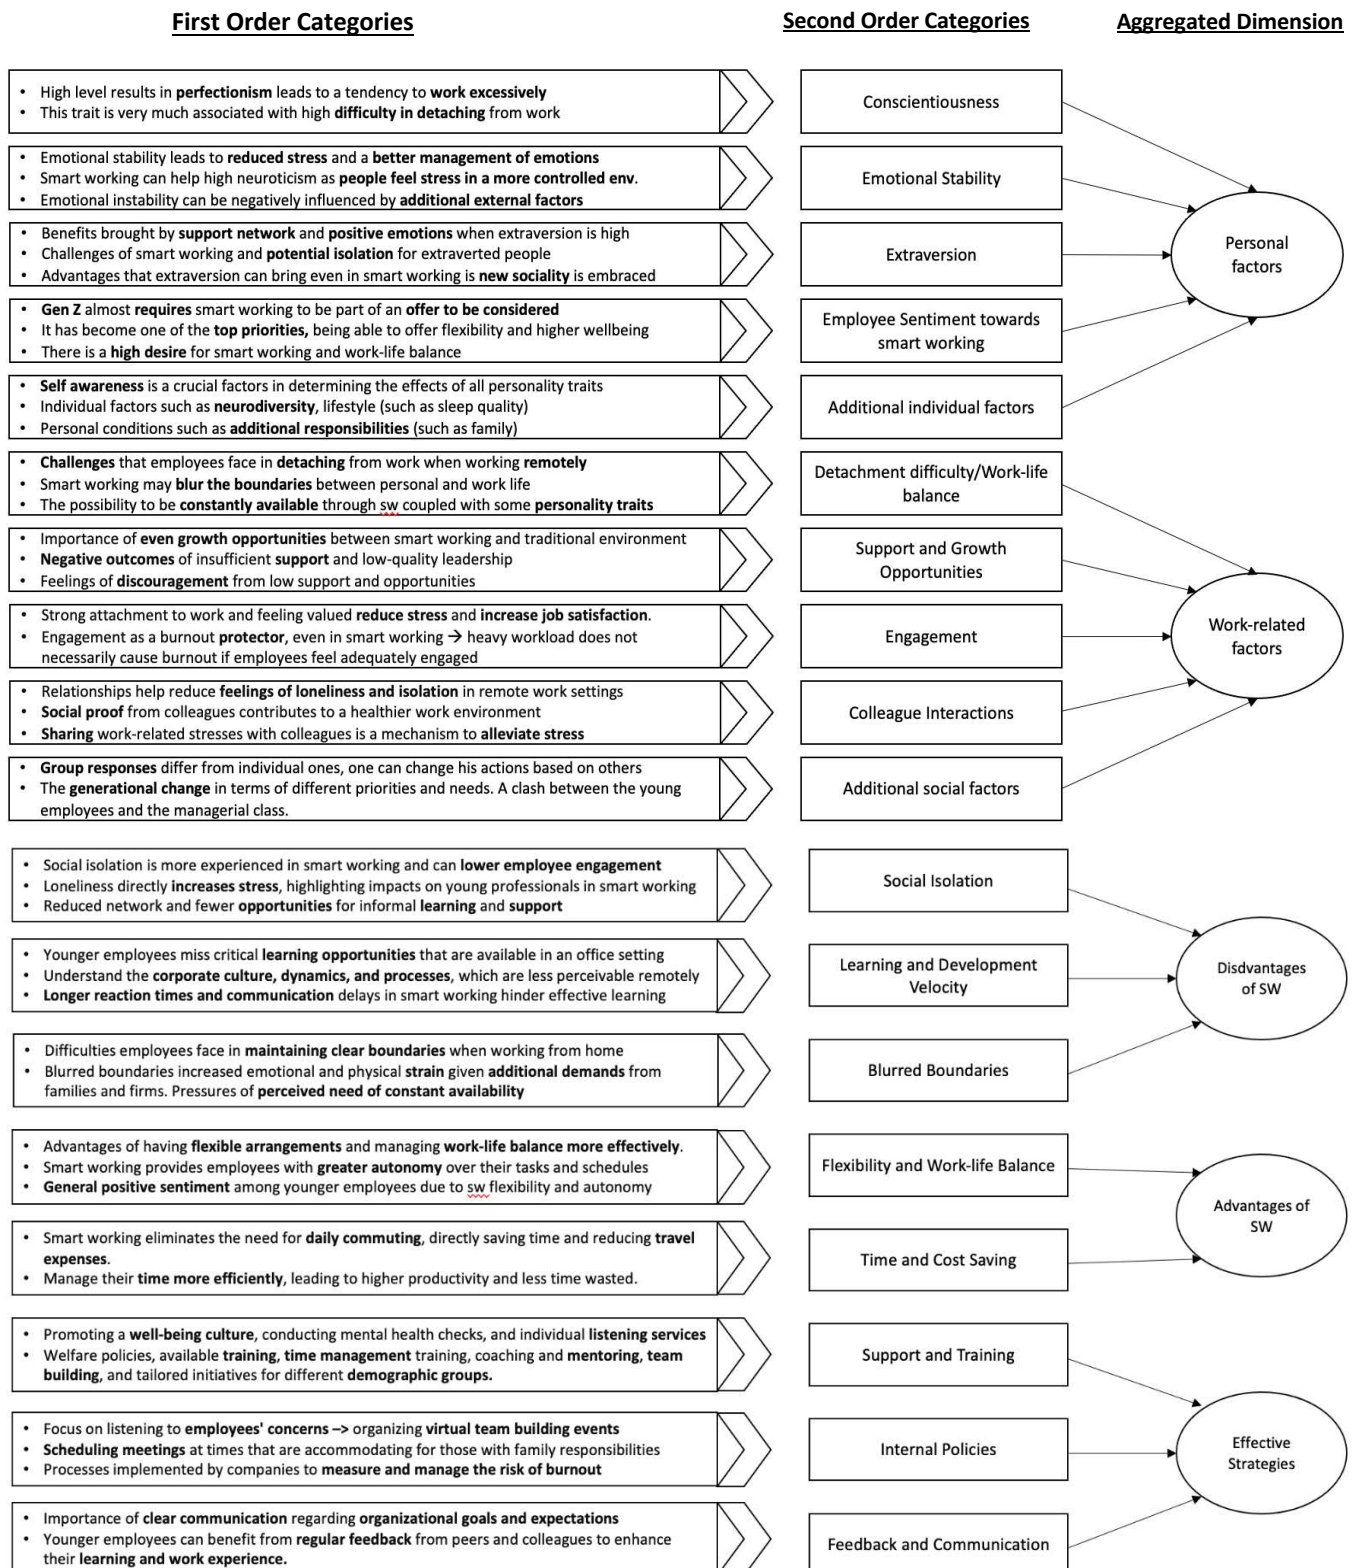 First Order Categories
Second Order Categories
Aggregated Dimension
• High level results in perfectionism leads to a tendency to work excessively
• This trait is very much associated with high difficulty in detaching from work
Conscientiousness
• Emotional stability leads to reduced stress and a better management of emotions
• Smart working can help high neuroticism as people feel stress in a more controlled env.
• Emotional instability can be negatively influenced by additional external factors
Emotional Stability
• Benefits brought by support network and positive emotions when extraversion is high
• Challenges of smart working and potential isolation for extraverted people
• Advantages that extraversion can bring even in smart working is new sociality is embraced
Extraversion
Personal
factors
• Gen Z almost requires smart working to be part of an offer to be considered
• It has become one of the top priorities, being able to offer flexibility and higher wellbeing
• There is a high desire for smart working and work-life balance
Employee Sentiment towards
smart working
• Self awareness is a crucial factors in determining the effects of all personality traits
• Individual factors such as neurodiversity, lifestyle (such as sleep quality)
• Personal conditions such as additional responsibilities (such as family)
Additional individual factors
• Challenges that employees face in detaching from work when working remotely
• Smart working may blur the boundaries between personal and work life
• The possibility to be constantly available through sw coupled with some personality traits
Detachment difficulty/Work-life
balance
• Importance of even growth opportunities between smart working and traditional environment
• Negative outcomes of insufficient support and low-quality leadership
• Feelings of discouragement from low support and opportunities
Support and Growth
Opportunities
• Strong attachment to work and feeling valued reduce stress and increase job satisfaction.
• Engagement as a burnout protector, even in smart working → heavy workload does not
necessarily cause burnout if employees feel adequately engaged
Engagement
Work-related
factors
• Relationships help reduce feelings of loneliness and isolation in remote work settings
• Social proof from colleagues contributes to a healthier work environment
• Sharing work-related stresses with colleagues is a mechanism to alleviate stress
Colleague Interactions
• Group responses differ from individual ones, one can change his actions based on others
• The generational change in terms of different priorities and needs. A clash between the young
employees and the managerial class.
Additional social factors
• Social isolation is more experienced in smart working and can lower employee engagement
• Loneliness directly increases stress, highlighting impacts on young professionals in smart working
• Reduced network and fewer opportunities for informal learning and support
Social Isolation
• Younger employees miss critical learning opportunities that are available in an office setting
• Understand the corporate culture, dynamics, and processes, which are less perceivable remotely
• Longer reaction times and communication delays in smart working hinder effective learning
Learning and Development
Velocity
Disdvantages
of SW
• Difficulties employees face in maintaining clear boundaries when working from home
• Blurred boundaries increased emotional and physical strain given additional demands from
families and firms. Pressures of perceived need of constant availability
Blurred Boundaries
• Advantages of having flexible arrangements and managing work-life balance more effectively.
• Smart working provides employees with greater autonomy over their tasks and schedules
• General positive sentiment among younger employees due to sw flexibility and autonomy
Flexibility and Work-life Balance
Advantages of
SW
• Smart working eliminates the need for daily commuting, directly saving time and reducing travel
expenses.
• Manage their time more efficiently, leading to higher productivity and less time wasted.
Time and Cost Saving
• Promoting a well-being culture, conducting mental health checks, and individual listening services
• Welfare policies, available training, time management training, coaching and mentoring, team
building, and tailored initiatives for different demographic groups.
Support and Training
• Focus on listening to employees' concerns –> organizing virtual team building events
• Scheduling meetings at times that are accommodating for those with family responsibilities
• Processes implemented by companies to measure and manage the risk of burnout
Internal Policies
Effective
Strategies
• Importance of clear communication regarding organizational goals and expectations
• Younger employees can benefit from regular feedback from peers and colleagues to enhance
their learning and work experience.
Feedback and Communication